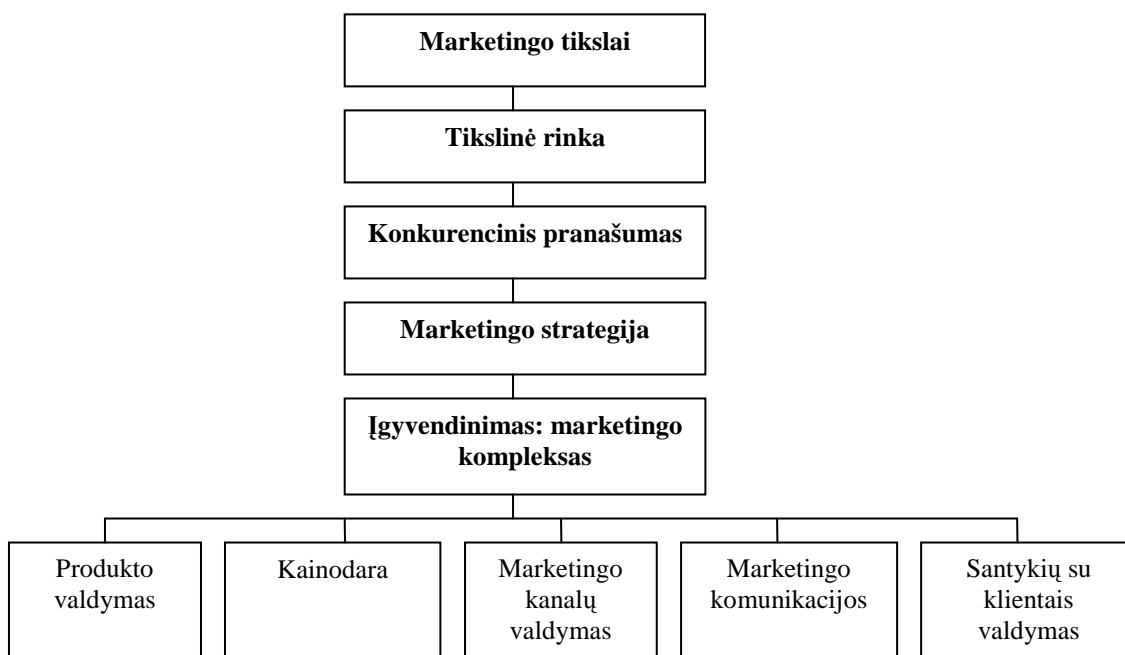 Marketingo tikslai
Tikslinė rinka
Konkurencinis pranašumas
Marketingo strategija
Įgyvendinimas: marketingo
kompleksas
Produkto
valdymas
Kainodara
Marketingo
kanalų
valdymas
Marketingo
komunikacijos
Santykių su
klientais
valdymas